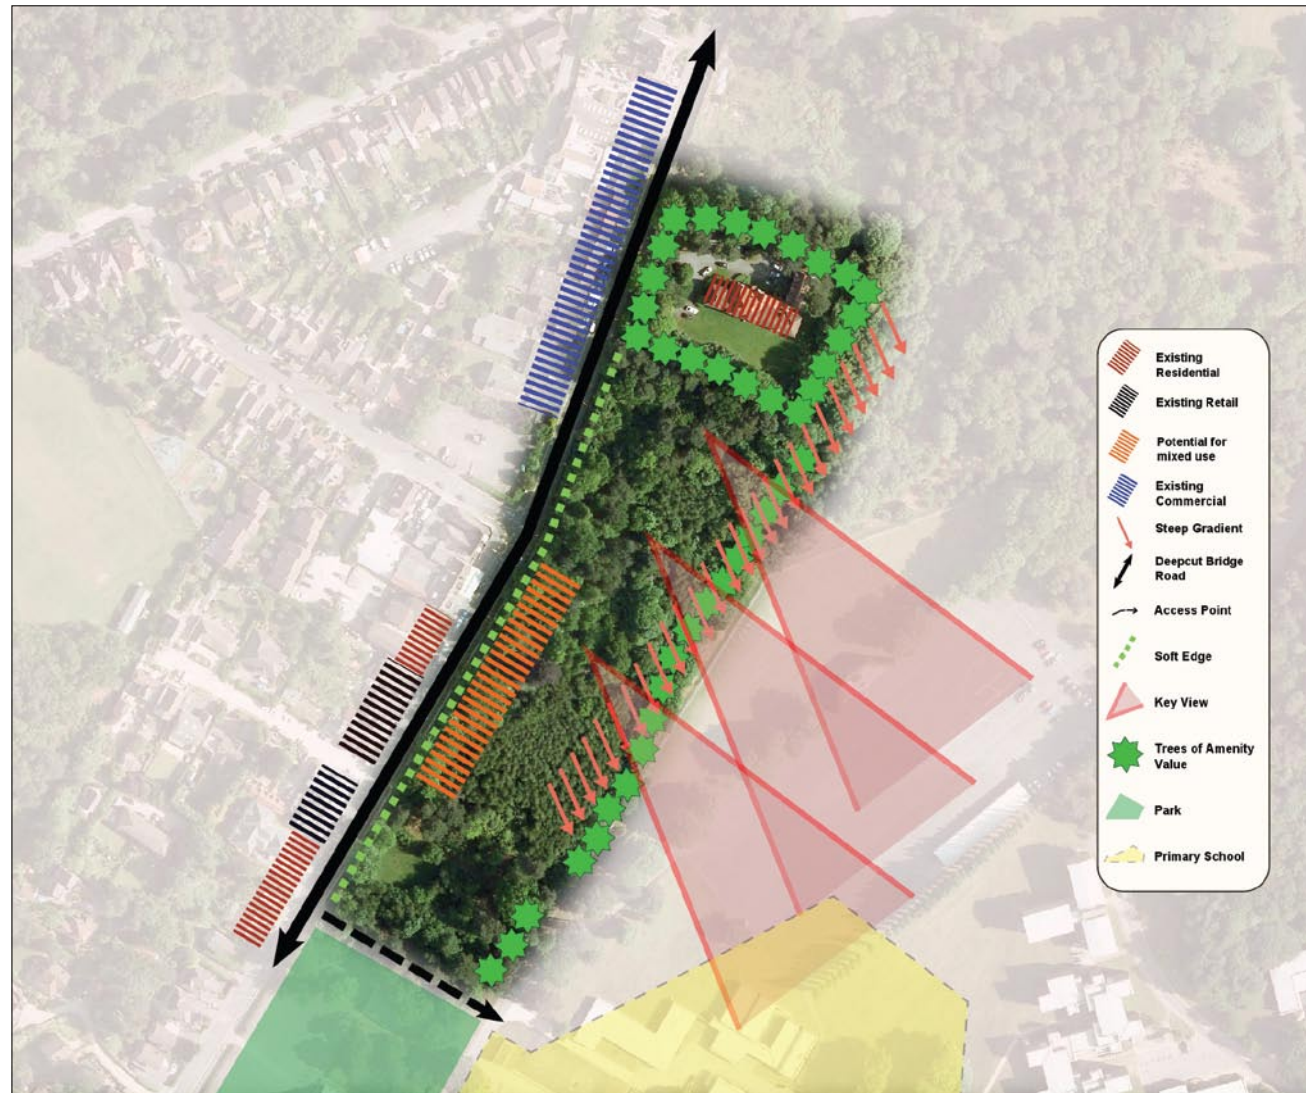 Existing
Residential
Existing Retail
Potential for
mixed use
Existing
Commercial
Steep Gradient
Deepcut Bridge
Road
Access Point
Soft Edge
Key View
Trees of Amenity
Value
Park
Primary School